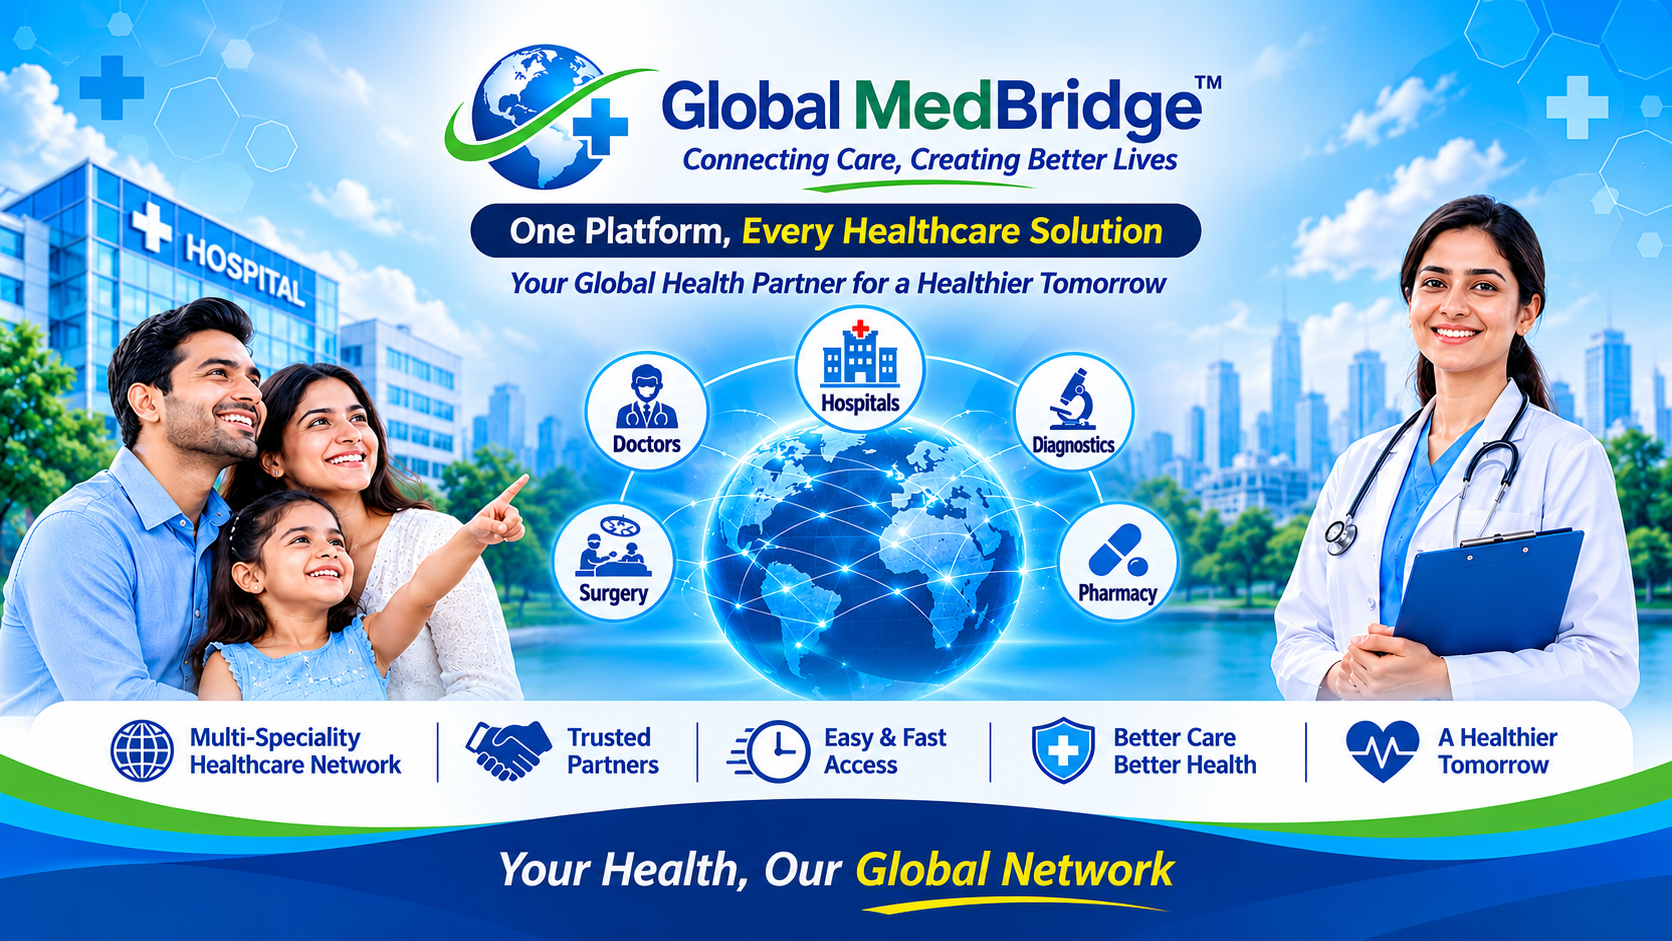 Global MedBridge™
Connecting Care, Creating Better Lives
One Platform, Every Healthcare Solution
Your Global Health Partner for a Healthier Tomorrow
HOSPITAL
Hospitals
Doctors
Diagnostics
Surgery
Pharmacy
Multi-Speciality
Healthcare Network
Trusted
Partners
Easy & Fast
Access
Better Care
Better Health
A Healthier
Tomorrow
Your Health, Our Global Network